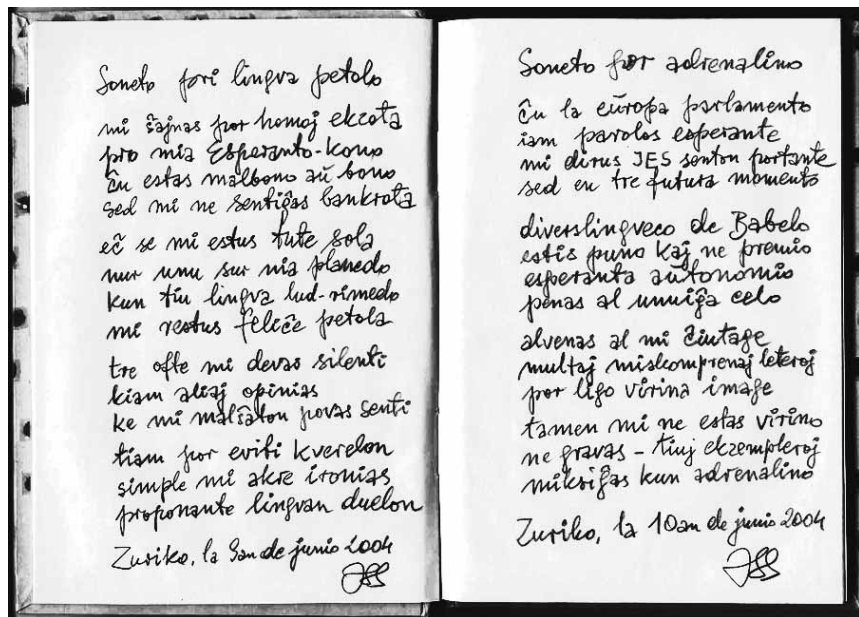 Soneto pri lingva petolo
mi ŝajnas por homoj ekzota
pro mia Esperanto-kono
ĉu estas malbono aŭ bono
sed mi ne sentiĝas bankrota
eĉ se mi estus tute sola
nur unu sur nia planedo
kun tiu lingva lud-rimedo
mi restus feliĉe petola
tre ofte mi devas silenti
kiam aliaj opinias
ke mi malŝaton povas senti
tiam por eviti kverelon
simple mi akre ironias
proponante lingvan duelon
Zuriko, la 9an de junio 2004
Soneto por adrenalino
ĉu la eŭropa parlamento
iam parolos esperante
mi dirus JES senton portante
sed en tre futura momento
diverslingveco de Babelo
estis puno kaj ne premio
esperanta aŭtonomio
penas al unuiĝa celo
alvenas al mi ĉiutage
multaj miskomprenaj leteroj
por ligo virina image
tamen mi ne estas virino
ne gravas – tiuj ekzempleroj
mikriĝas kun adrenalino
Zuriko, la 10an de junio 2004